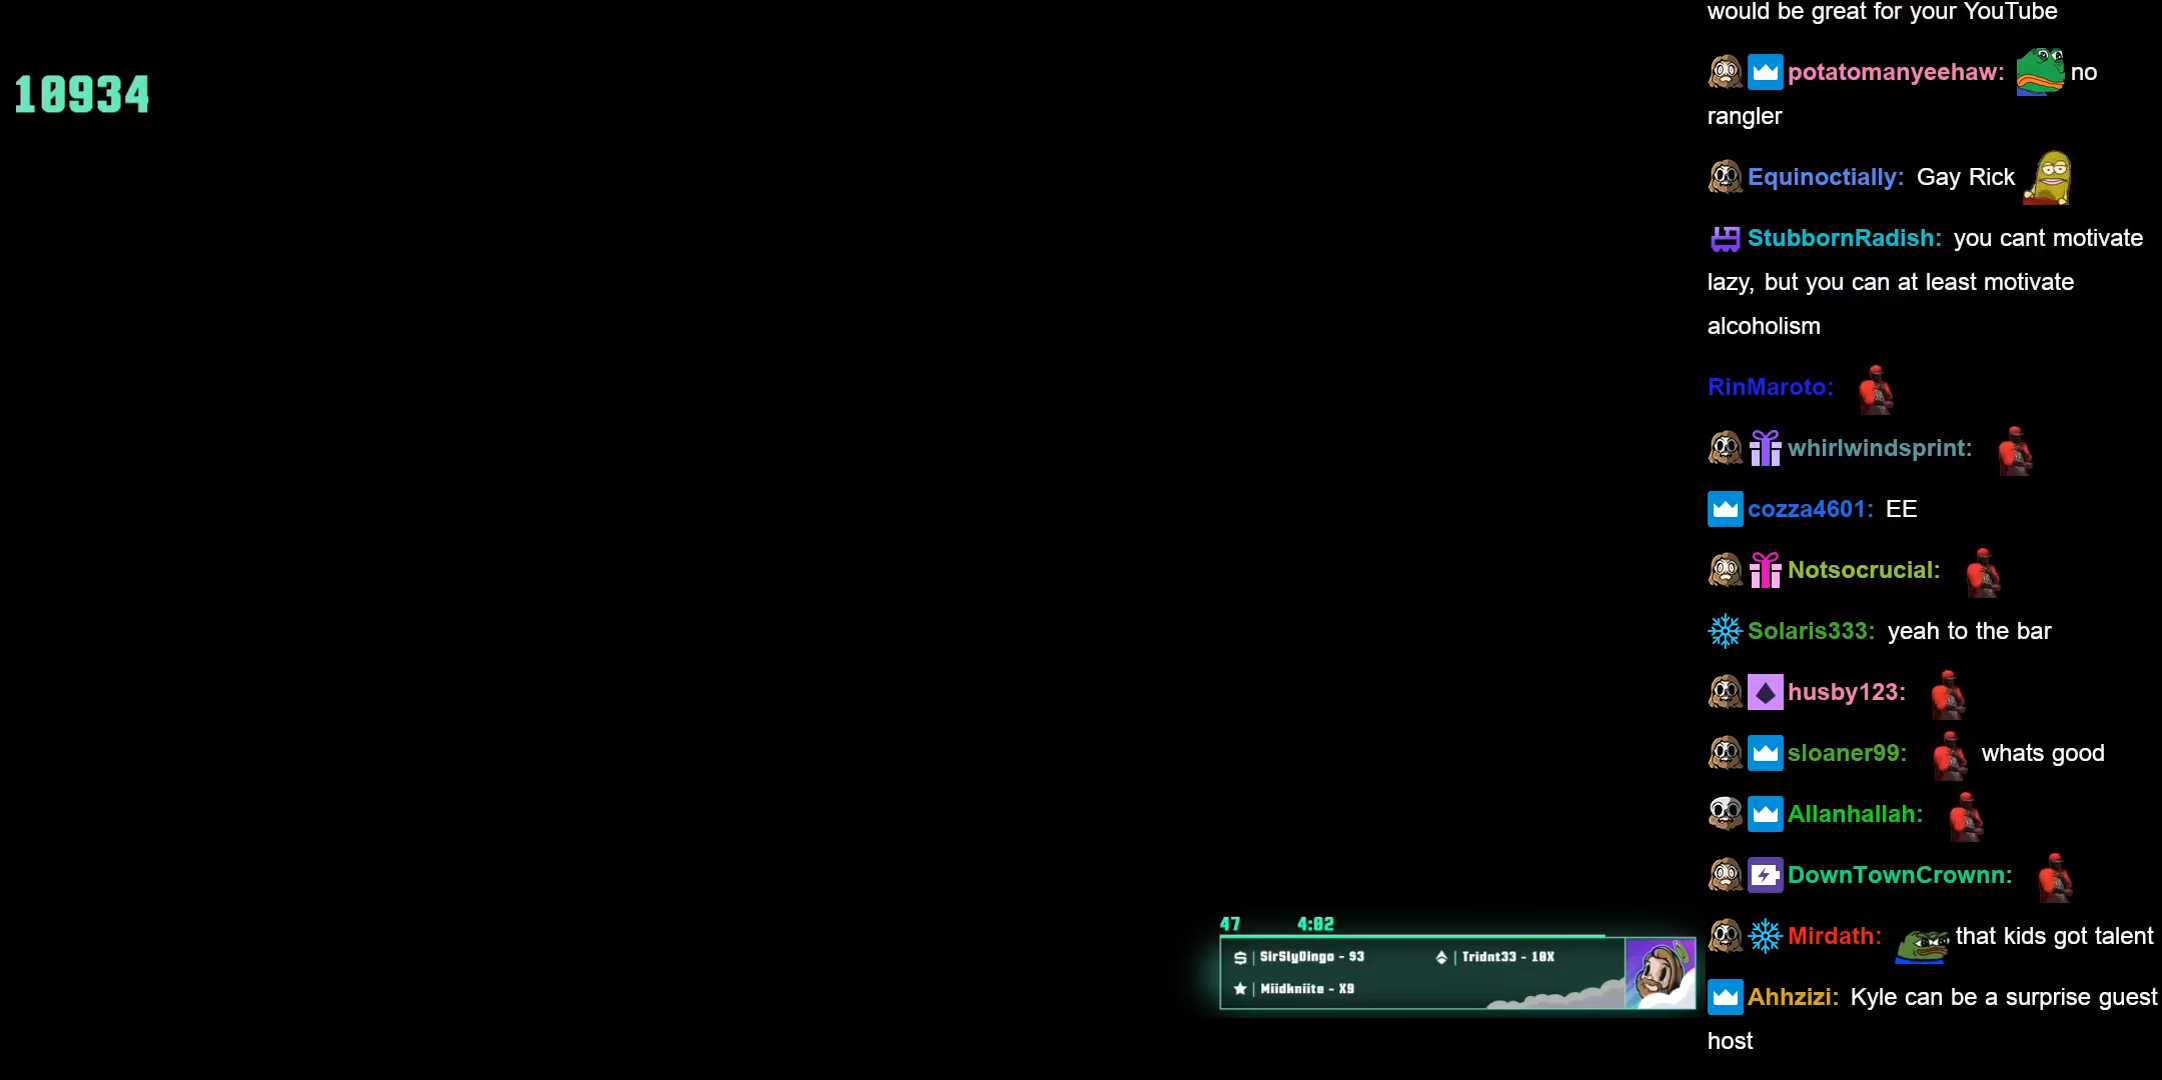 10934
would be great for your YouTube
potatomanyeehaw: no
rangler
Equinoctially: Gay Rick
StubbornRadish: you cant motivate
lazy, but you can at least motivate
alcoholism
RinMaroto:
whirlwindsprint:
cozza4601: EE
Notsocrucial:
Solaris333: yeah to the bar
husby123:
sloaner99: whats good
Allanhallah:
DownTownCrownn:
Mirdath: that kids got talent
Ahhzizi: Kyle can be a surprise guest
host
47 4:02
$ | SirSlyDingo - $3 | Tridnt33 - 10X
★ | Miidkniite - X9